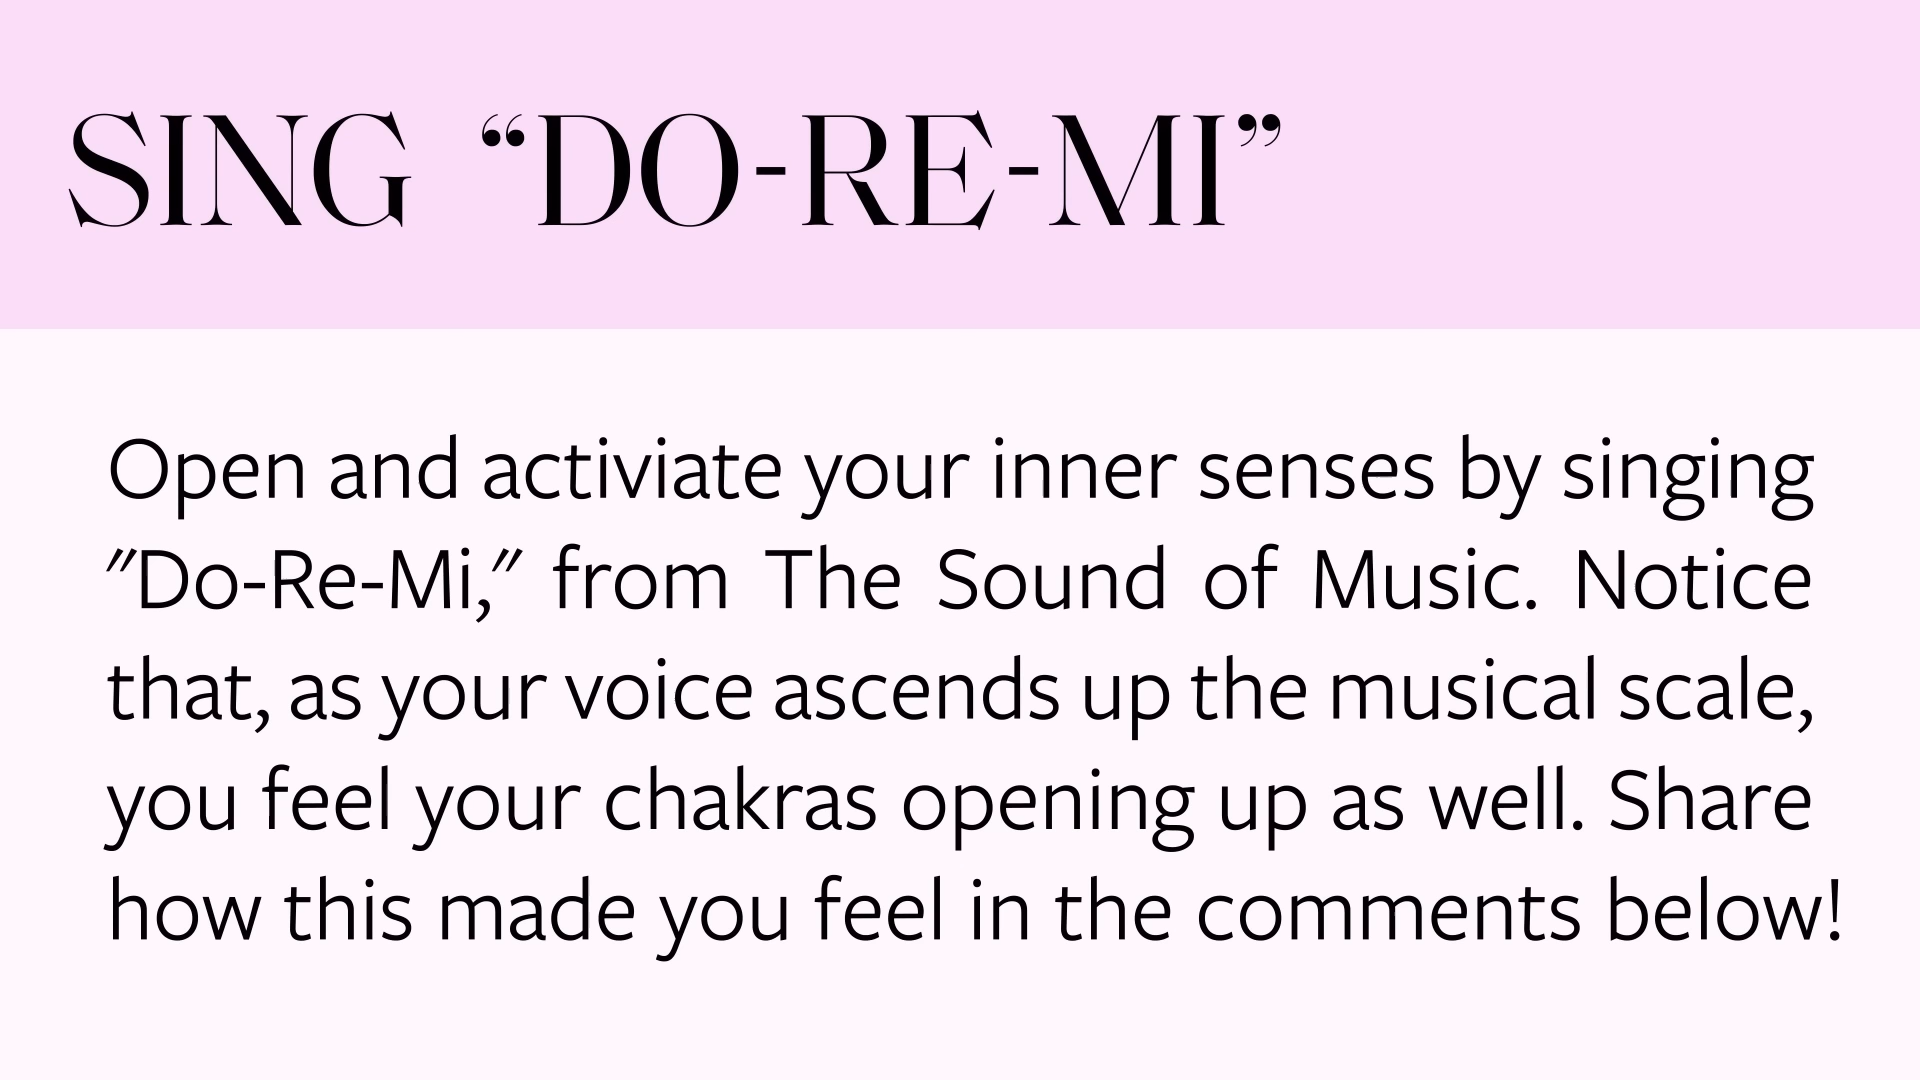 SING “DO-RE-MI”
Open and activiate your inner senses by singing
"Do-Re-Mi," from The Sound of Music. Notice
that, as your voice ascends up the musical scale,
you feel your chakras opening up as well. Share
how this made you feel in the comments below!